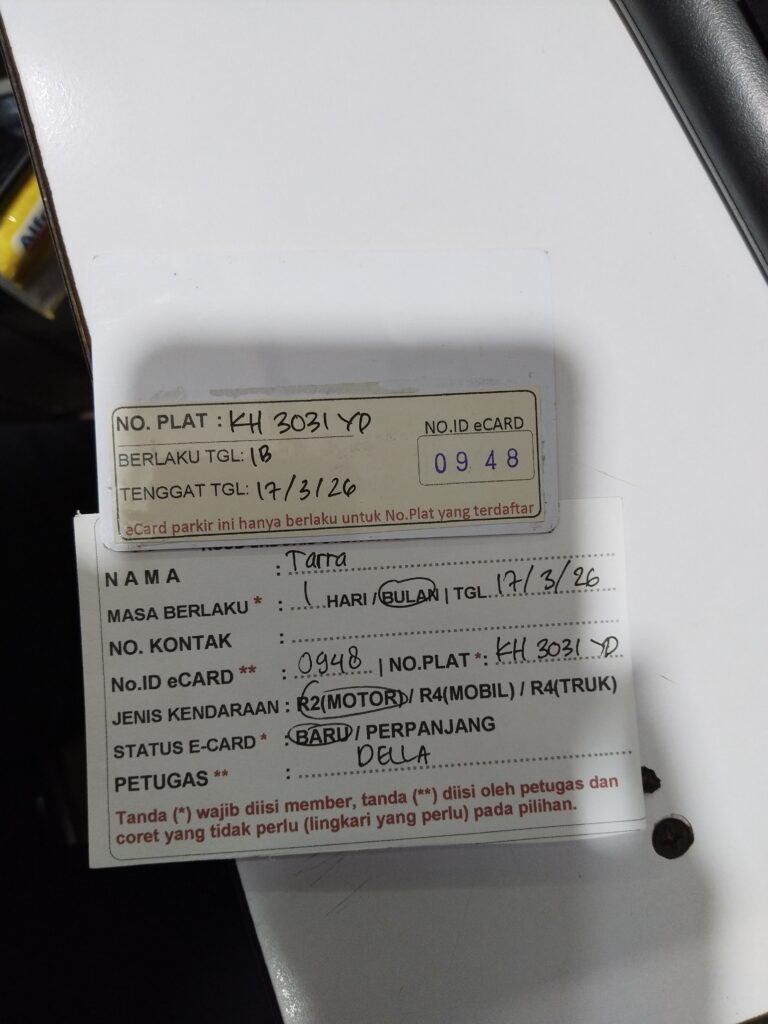 NO. PLAT : KH 3031 YD
NO.ID eCARD
BERLAKU TGL: 1B
0948
TENGGAT TGL: 17/3/26
eCard parkir ini hanya berlaku untuk No.Plat yang terdaftar
NAMA : Tarra
MASA BERLAKU * : 1 HARI / BULAN | TGL 17/3/26
NO. KONTAK :
No.ID eCARD ** : 0948 | NO.PLAT *: KH 3031 YD
JENIS KENDARAAN : R2(MOTOR)/ R4(MOBIL) / R4(TRUK)
STATUS E-CARD * : BARU / PERPANJANG
PETUGAS ** : DELLA
Tanda (*) wajib diisi member, tanda (**) diisi oleh petugas dan
coret yang tidak perlu (lingkari yang perlu) pada pilihan.